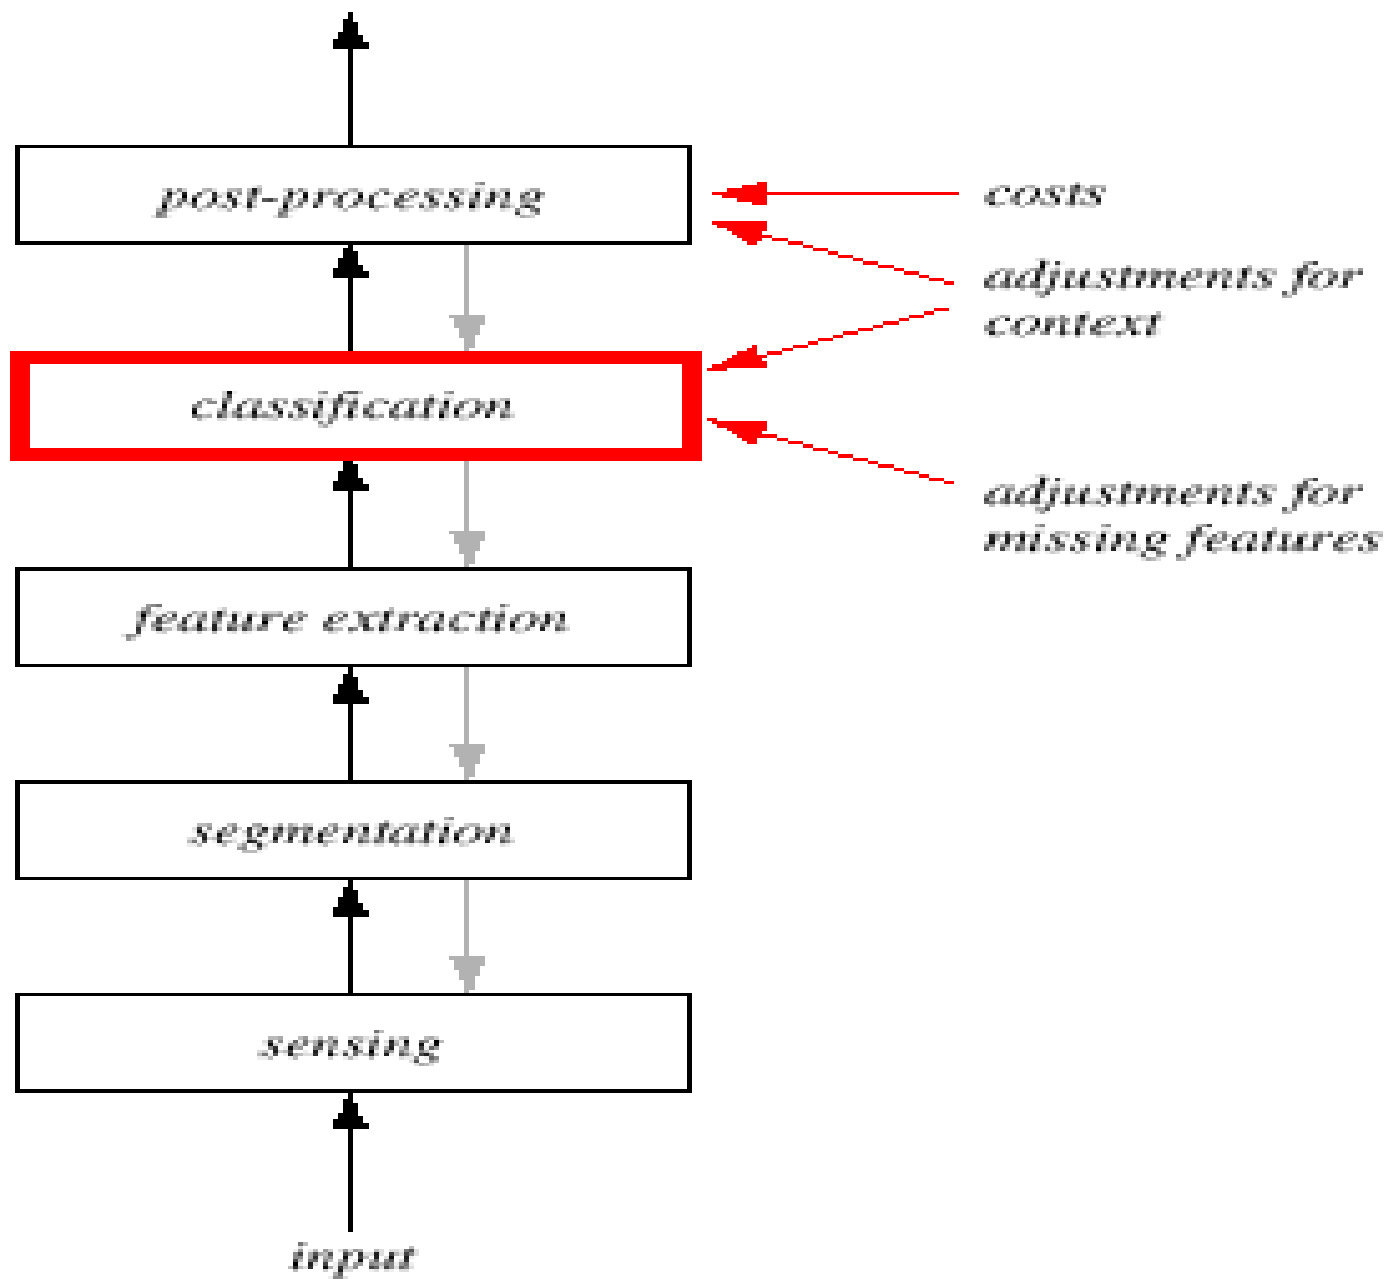 post-processing
costs
adjustments for
context
classification
adjustments for
missing features
feature extraction
segmentation
sensing
input